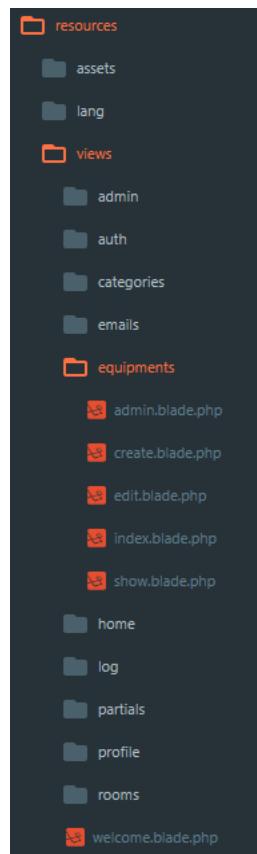 resources
assets
lang
views
admin
auth
categories
emails
equipments
admin.blade.php
create.blade.php
edit.blade.php
index.blade.php
show.blade.php
home
log
partials
profile
rooms
welcome.blade.php